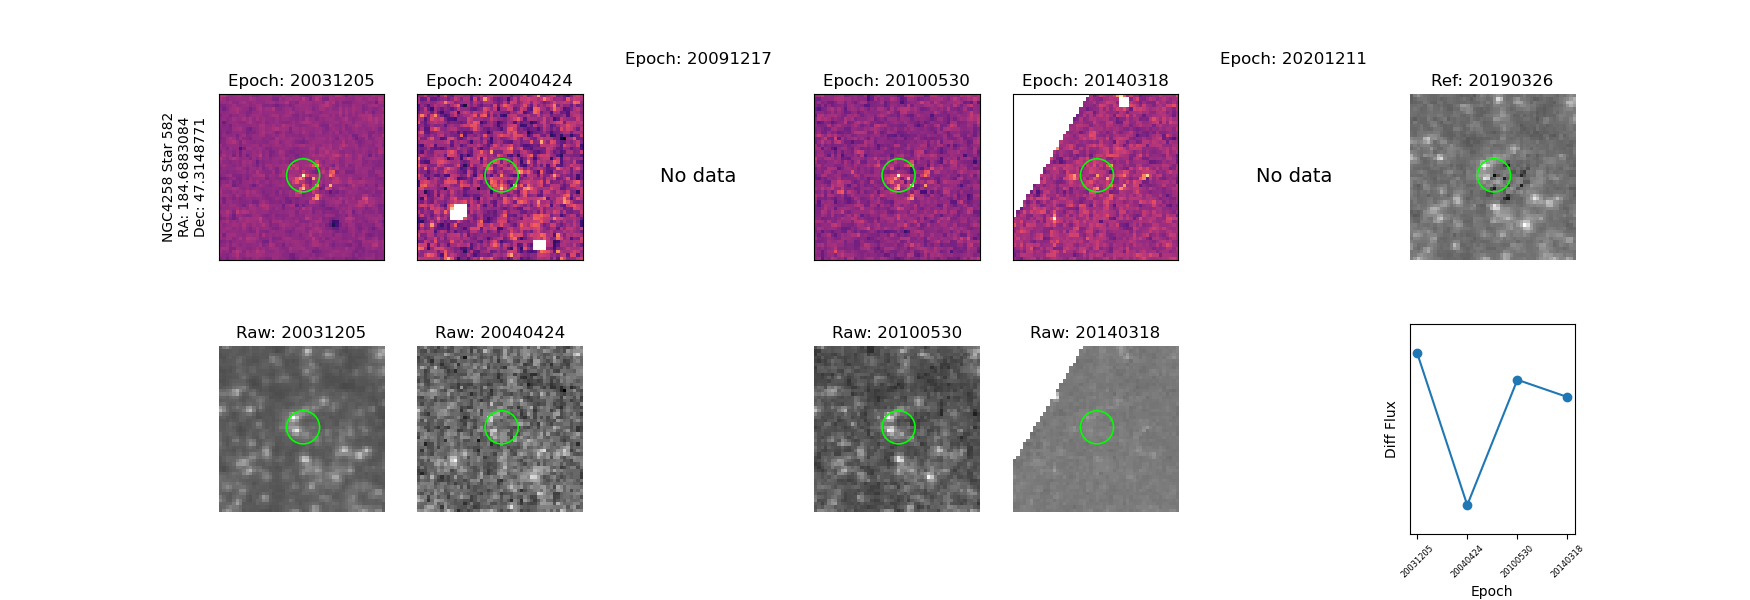 Epoch: 20091217
Epoch: 20201211
Epoch: 20031205
Epoch: 20040424
Epoch: 20100530
Epoch: 20140318
Ref: 20190326
NGC4258 Star 582
RA: 184.6883084
Dec: 47.3148771
No data
No data
Raw: 20031205
Raw: 20040424
Raw: 20100530
Raw: 20140318
Diff Flux
20031205
20040424
20100530
20140318
Epoch